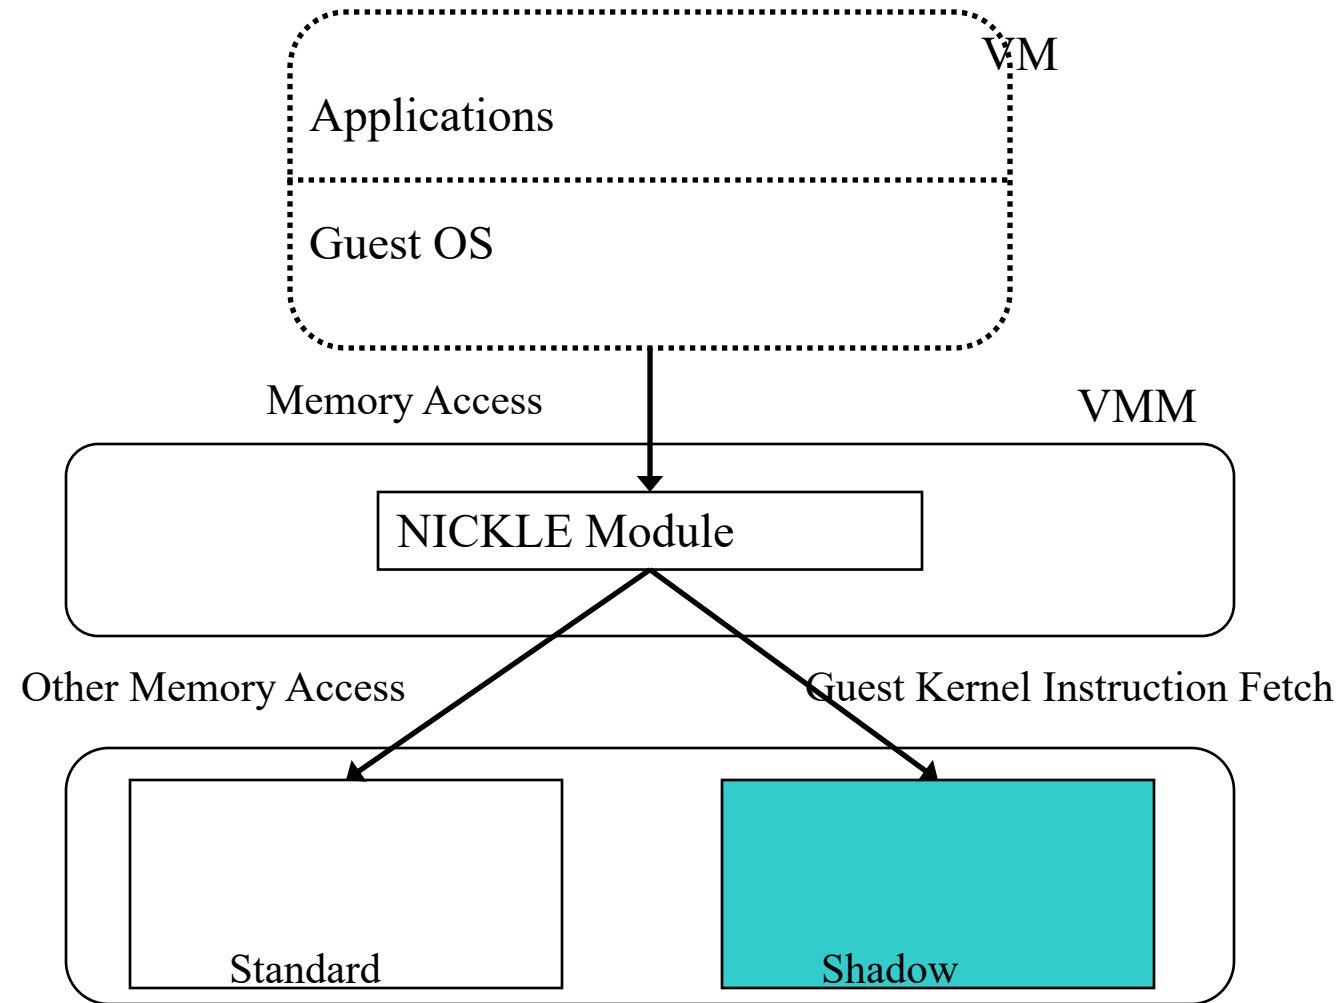 VM
Applications
Guest OS
Memory Access
VMM
NICKLE Module
Other Memory Access
Guest Kernel Instruction Fetch
Standard
Shadow